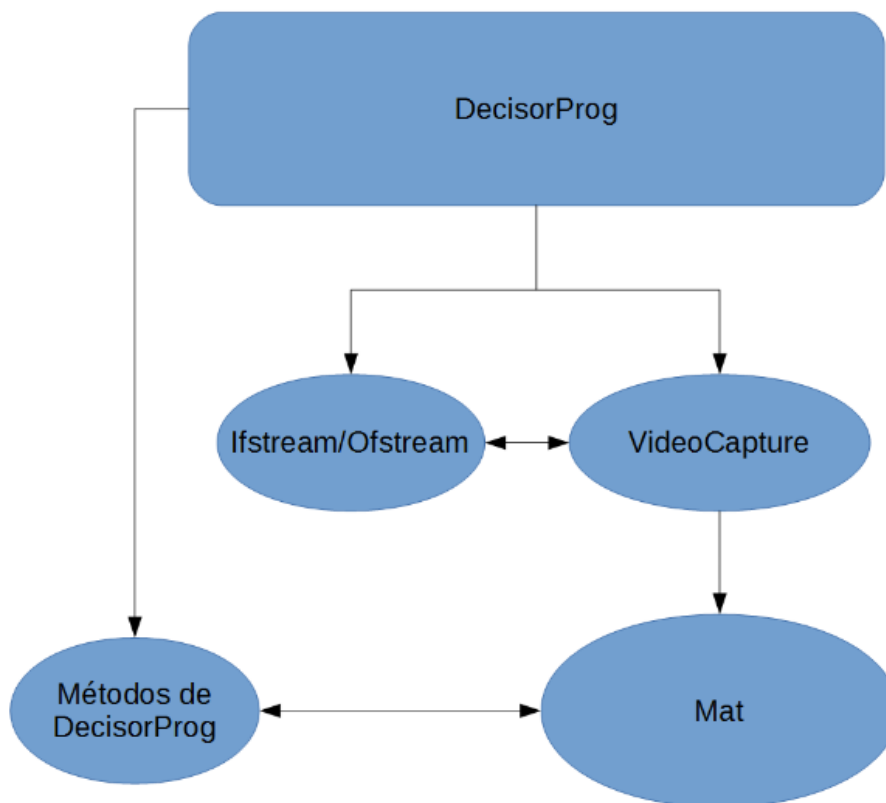 DecisorProg
Ifstream/Ofstream
VideoCapture
Métodos de
DecisorProg
Mat